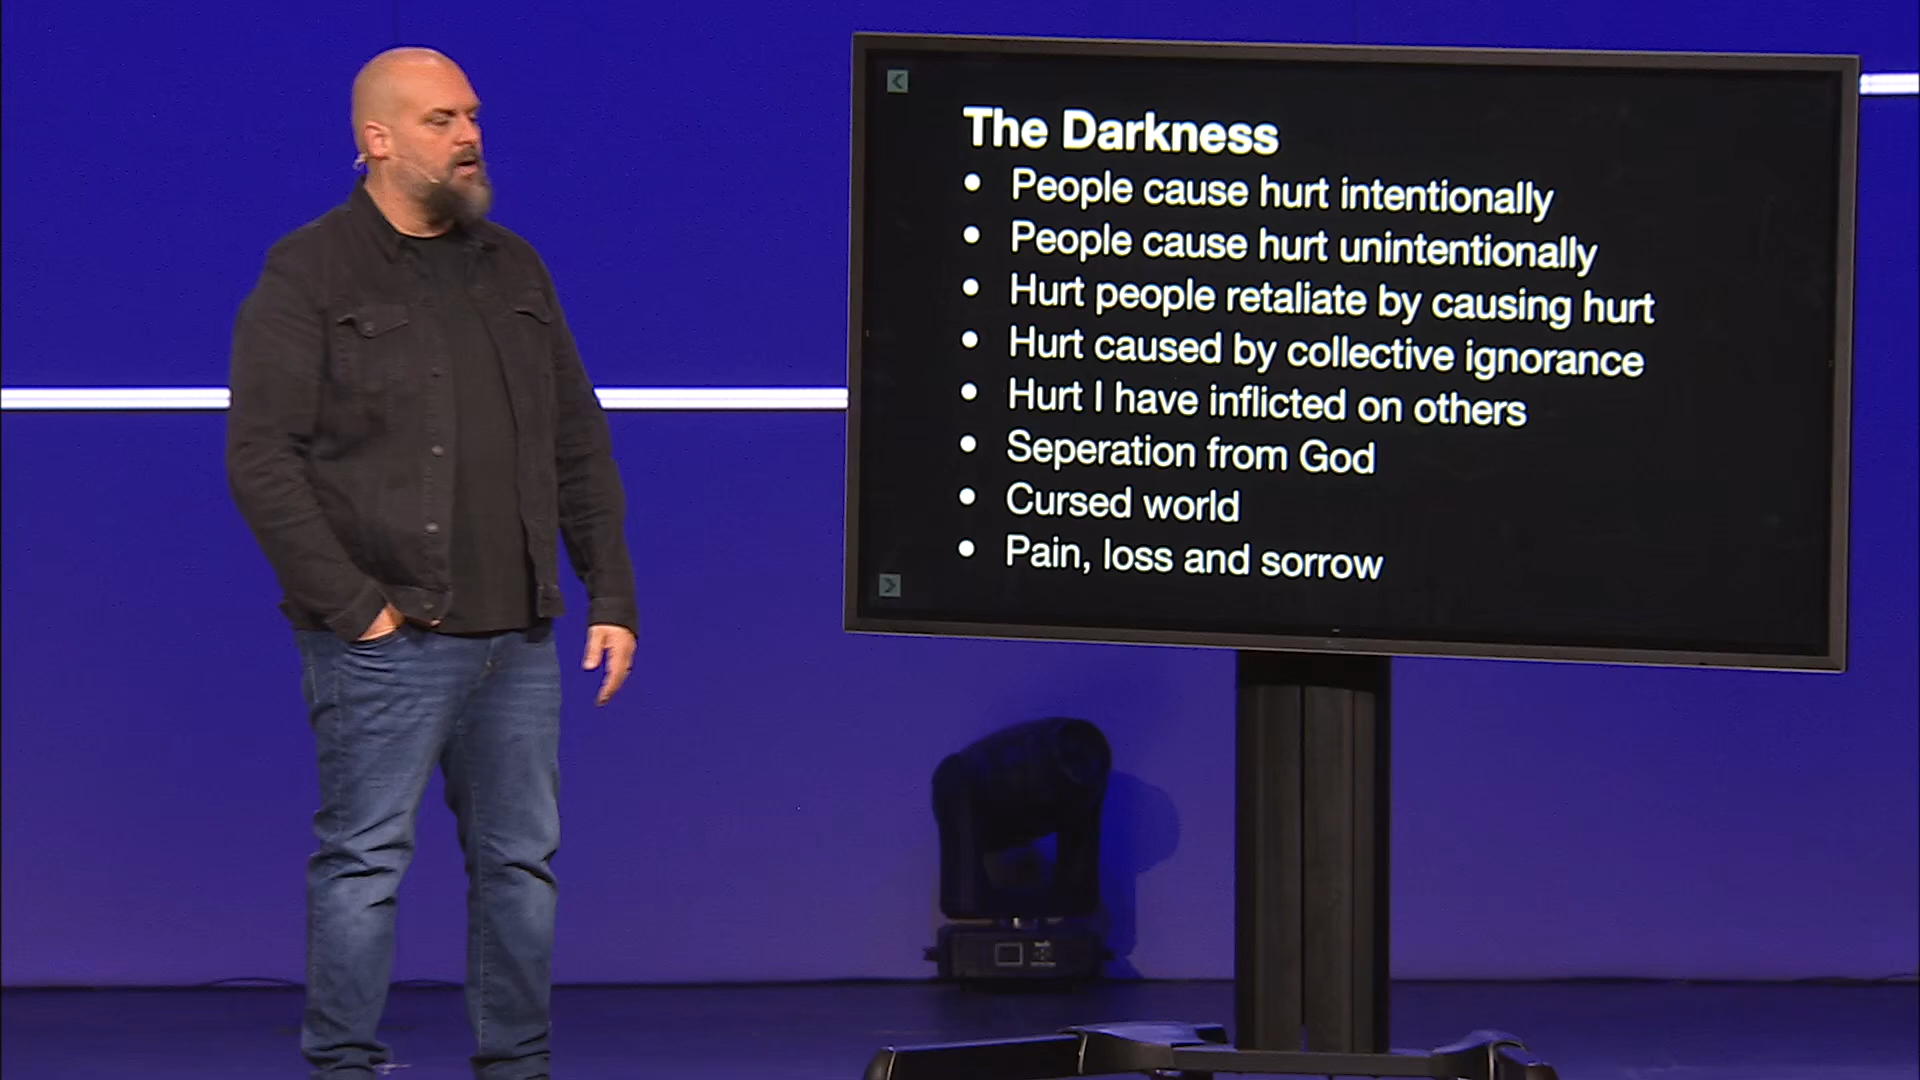 The Darkness
• People cause hurt intentionally
• People cause hurt unintentionally
• Hurt people retaliate by causing hurt
• Hurt caused by collective ignorance
• Hurt I have inflicted on others
• Seperation from God
• Cursed world
• Pain, loss and sorrow